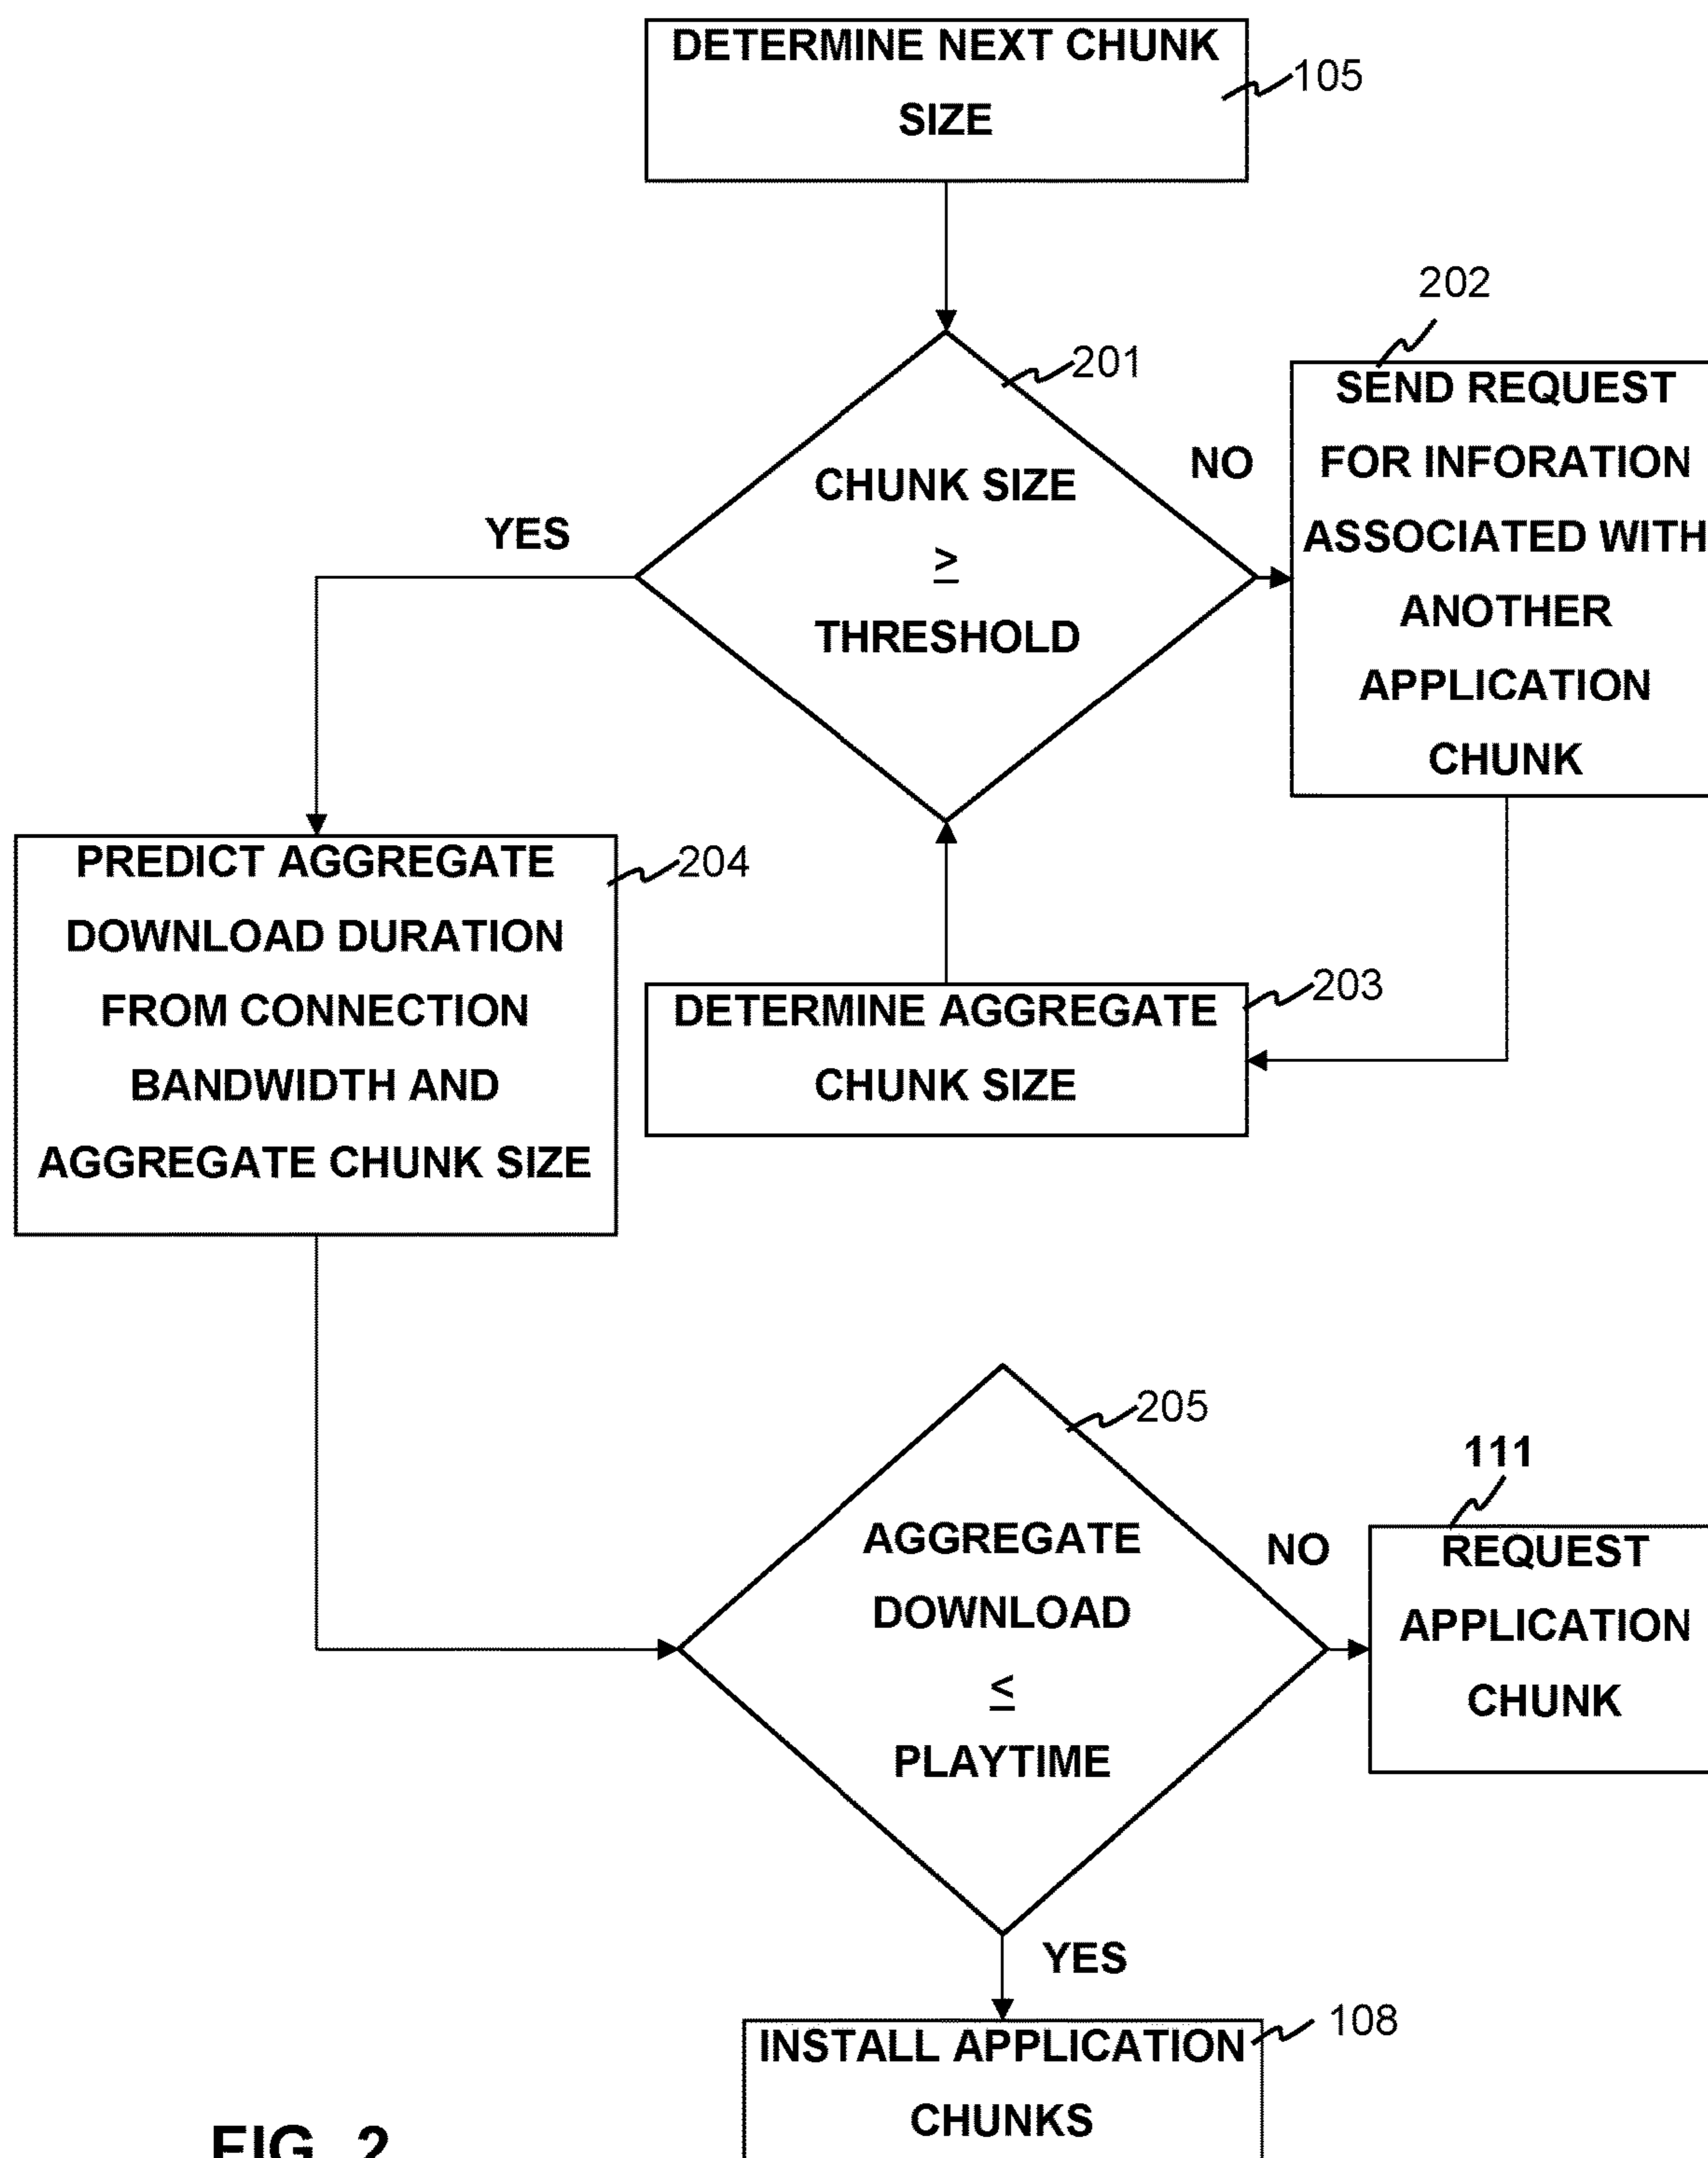 DETERMINE NEXT CHUNK
SIZE
105
201
CHUNK SIZE
≥
THRESHOLD
YES
NO
202
SEND REQUEST
FOR INFORATION
ASSOCIATED WITH
ANOTHER
APPLICATION
CHUNK
203
DETERMINE AGGREGATE
CHUNK SIZE
204
PREDICT AGGREGATE
DOWNLOAD DURATION
FROM CONNECTION
BANDWIDTH AND
AGGREGATE CHUNK SIZE
205
AGGREGATE
DOWNLOAD
≤
PLAYTIME
NO
111
REQUEST
APPLICATION
CHUNK
YES
108
INSTALL APPLICATION
CHUNKS
FIG. 2